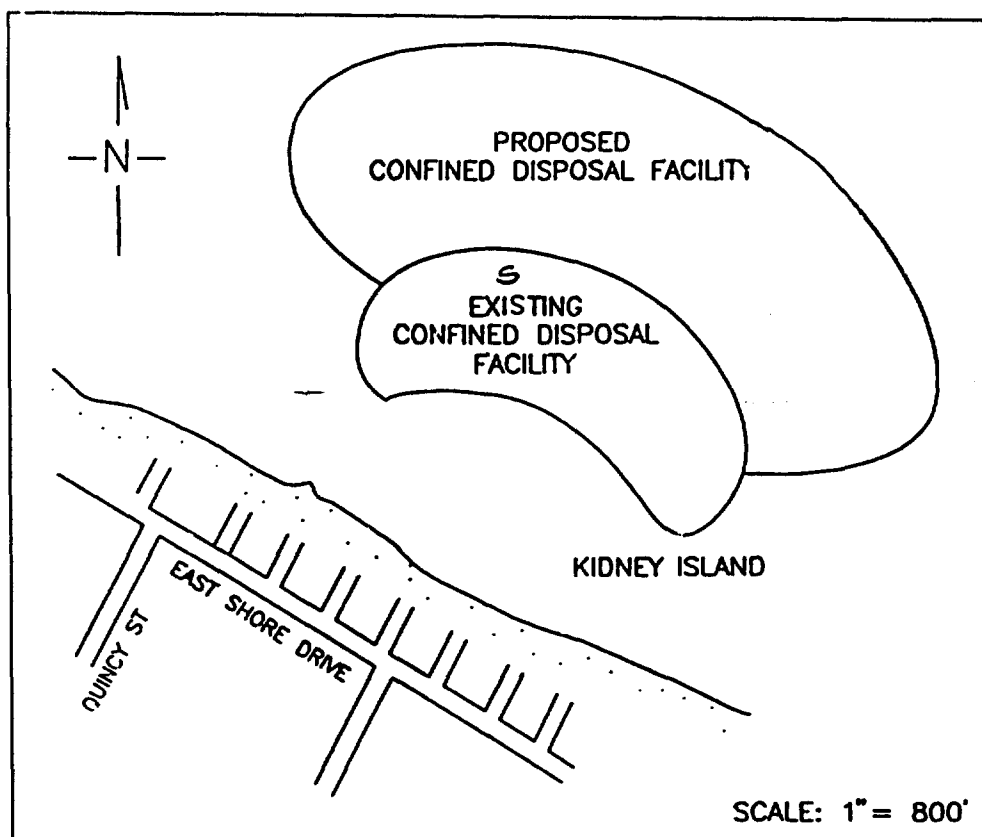 PROPOSED
CONFINED DISPOSAL FACILITY
N
S
EXISTING
CONFINED DISPOSAL
FACILITY
KIDNEY ISLAND
EAST SHORE DRIVE
QUINCY ST
SCALE: 1" = 800'